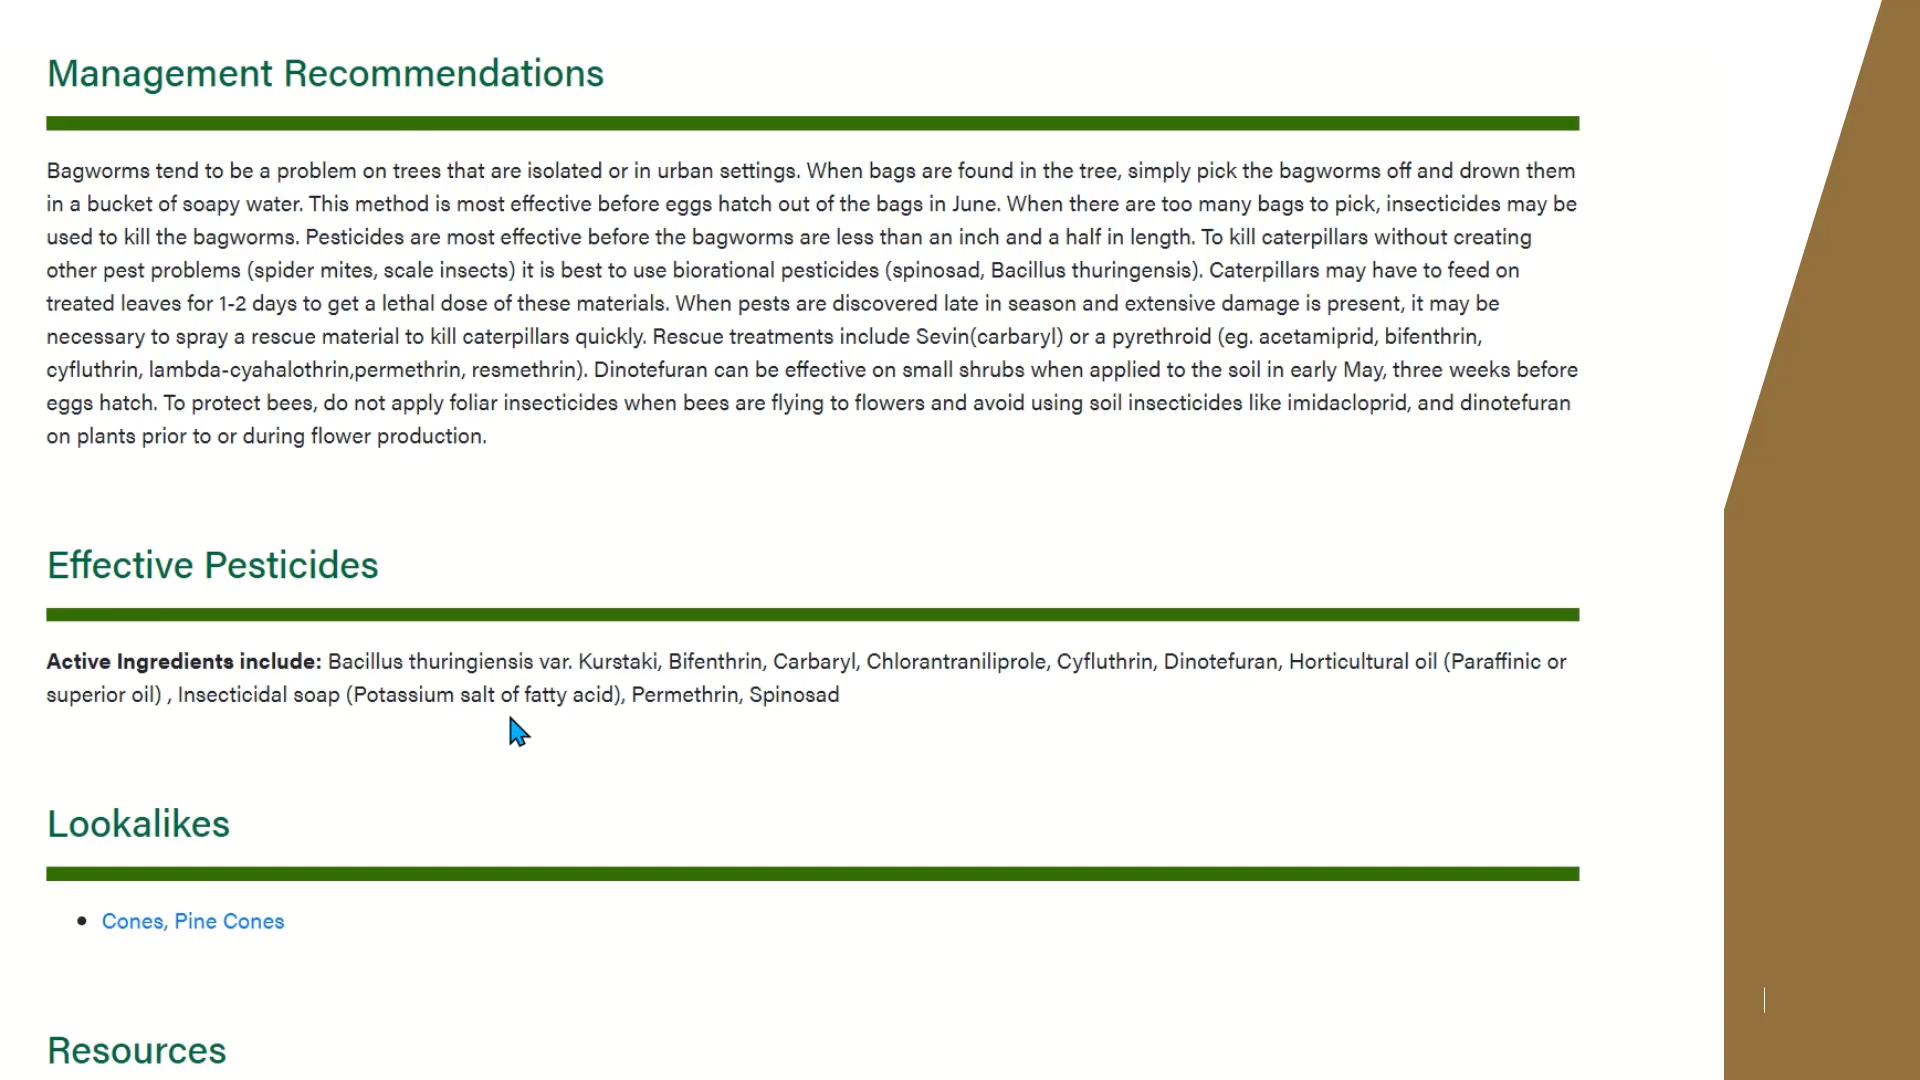 Management Recommendations
Bagworms tend to be a problem on trees that are isolated or in urban settings. When bags are found in the tree, simply pick the bagworms off and drown them
in a bucket of soapy water. This method is most effective before eggs hatch out of the bags in June. When there are too many bags to pick, insecticides may be
used to kill the bagworms. Pesticides are most effective before the bagworms are less than an inch and a half in length. To kill caterpillars without creating
other pest problems (spider mites, scale insects) it is best to use biorational pesticides (spinosad, Bacillus thuringensis). Caterpillars may have to feed on
treated leaves for 1-2 days to get a lethal dose of these materials. When pests are discovered late in season and extensive damage is present, it may be
necessary to spray a rescue material to kill caterpillars quickly. Rescue treatments include Sevin(carbaryl) or a pyrethroid (eg. acetamiprid, bifenthrin,
cyfluthrin, lambda-cyahalothrin,permethrin, resmethrin). Dinotefuran can be effective on small shrubs when applied to the soil in early May, three weeks before
eggs hatch. To protect bees, do not apply foliar insecticides when bees are flying to flowers and avoid using soil insecticides like imidacloprid, and dinotefuran
on plants prior to or during flower production.
Effective Pesticides
Active Ingredients include: Bacillus thuringiensis var. Kurstaki, Bifenthrin, Carbaryl, Chlorantraniliprole, Cyfluthrin, Dinotefuran, Horticultural oil (Paraffinic or
superior oil) , Insecticidal soap (Potassium salt of fatty acid), Permethrin, Spinosad
Lookalikes
• Cones, Pine Cones
Resources